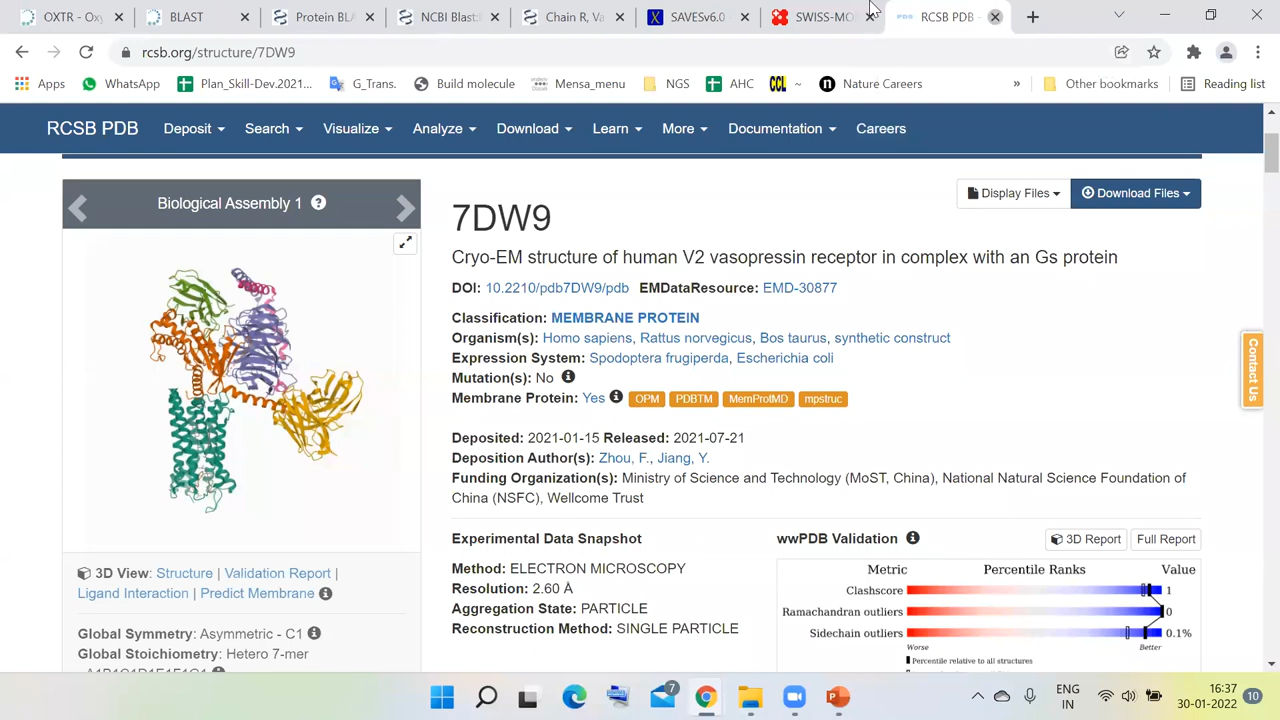 OXTR
BLAST
Protein BLA
NCBI Blast:
Chain R, Va
SAVESv6.0
SWISS-MO
RCSB PDB -
rcsb.org/structure/7DW9
Apps
WhatsApp
Plan_Skill-Dev.2021...
G_Trans.
Build molecule
Mensa_menu
NGS
AHC
CCL ~
Nature Careers
»
Other bookmarks
Reading list
RCSB PDB
Deposit
Search
Visualize
Analyze
Download
Learn
More
Documentation
Careers
Biological Assembly 1
Display Files
Download Files
7DW9
Cryo-EM structure of human V2 vasopressin receptor in complex with an Gs protein
DOI: 10.2210/pdb7DW9/pdb EMDataResource: EMD-30877
Classification: MEMBRANE PROTEIN
Organism(s): Homo sapiens, Rattus norvegicus, Bos taurus, synthetic construct
Expression System: Spodoptera frugiperda, Escherichia coli
Mutation(s): No
Membrane Protein: Yes OPM PDBTM MemProtMD mpstruc
Deposited: 2021-01-15 Released: 2021-07-21
Deposition Author(s): Zhou, F., Jiang, Y.
Funding Organization(s): Ministry of Science and Technology (MoST, China), National Natural Science Foundation of
China (NSFC), Wellcome Trust
Contact Us
3D View: Structure | Validation Report |
Ligand Interaction | Predict Membrane
Global Symmetry: Asymmetric - C1
Global Stoichiometry: Hetero 7-mer
Experimental Data Snapshot
Method: ELECTRON MICROSCOPY
Resolution: 2.60 Å
Aggregation State: PARTICLE
Reconstruction Method: SINGLE PARTICLE
wwPDB Validation
3D Report
Full Report
Metric Percentile Ranks Value
Clashscore 1
Ramachandran outliers 0
Sidechain outliers 0.1%
Worse Better
Percentile relative to all structures
7
ENG
IN
16:37
30-01-2022
10